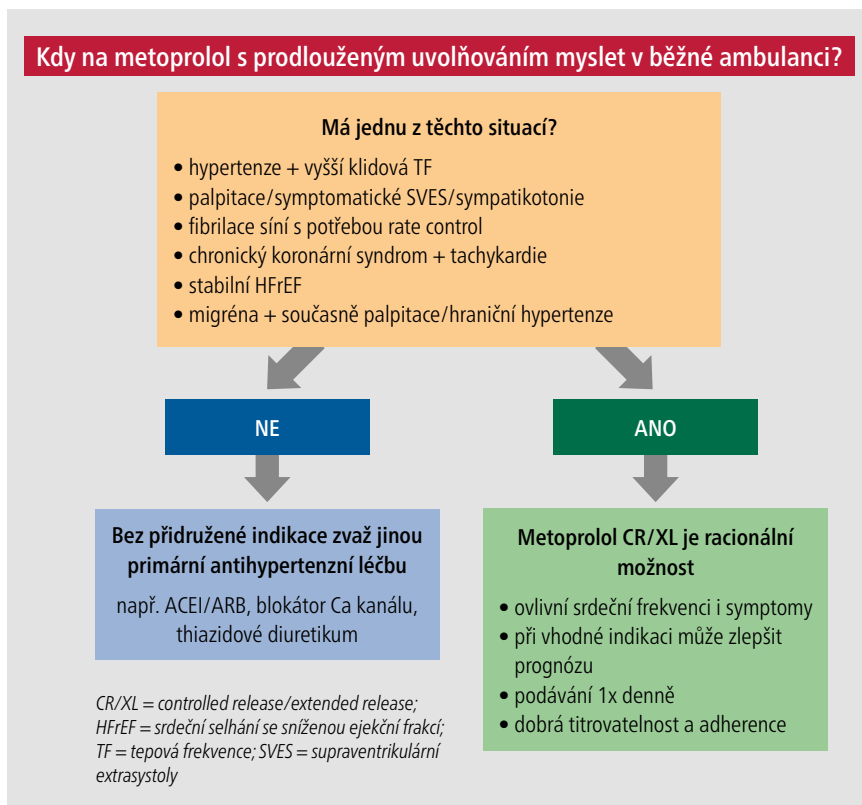 Kdy na metoprolol s prodlouženým uvolňováním myslet v běžné ambulanci?
Má jednu z těchto situací?
• hypertenze + vyšší klidová TF
• palpitace/symptomatické SVES/sympatikotonie
• fibrilace síní s potřebou rate control
• chronický koronární syndrom + tachykardie
• stabilní HFrEF
• migréna + současně palpitace/hraniční hypertenze
NE
ANO
Bez přidružené indikace zvaž jinou
primární antihypertenzní léčbu
např. ACEI/ARB, blokátor Ca kanálu,
thiazidové diuretikum
Metoprolol CR/XL je racionální
možnost
• ovlivní srdeční frekvenci i symptomy
• při vhodné indikaci může zlepšit
prognózu
• podávání 1x denně
• dobrá titrovatelnost a adherence
CR/XL = controlled release/extended release;
HFrEF = srdeční selhání se sníženou ejekční frakcí;
TF = tepová frekvence; SVES = supraventrikulární
extrasystoly